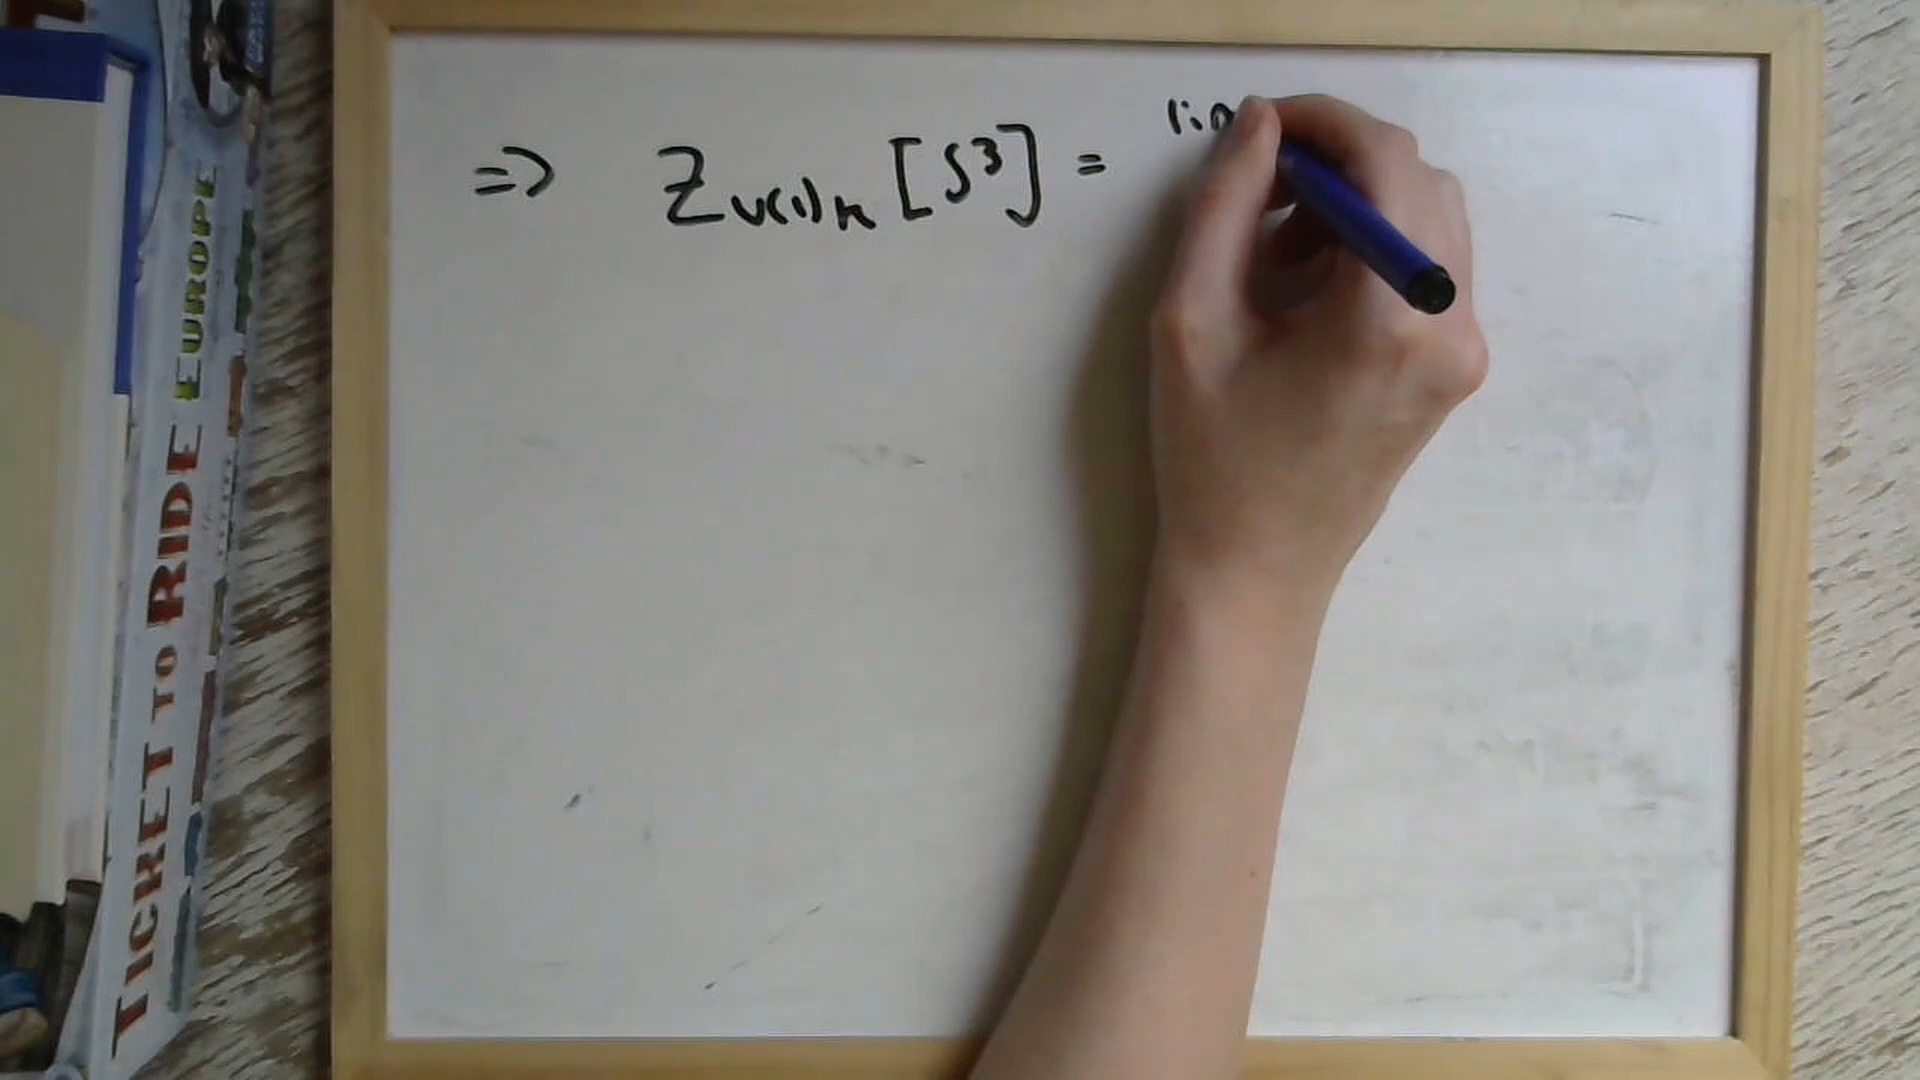 ⇒ Z_{U(1)_k} [S^3] = lim
TICKET TO RIDE EUROPE